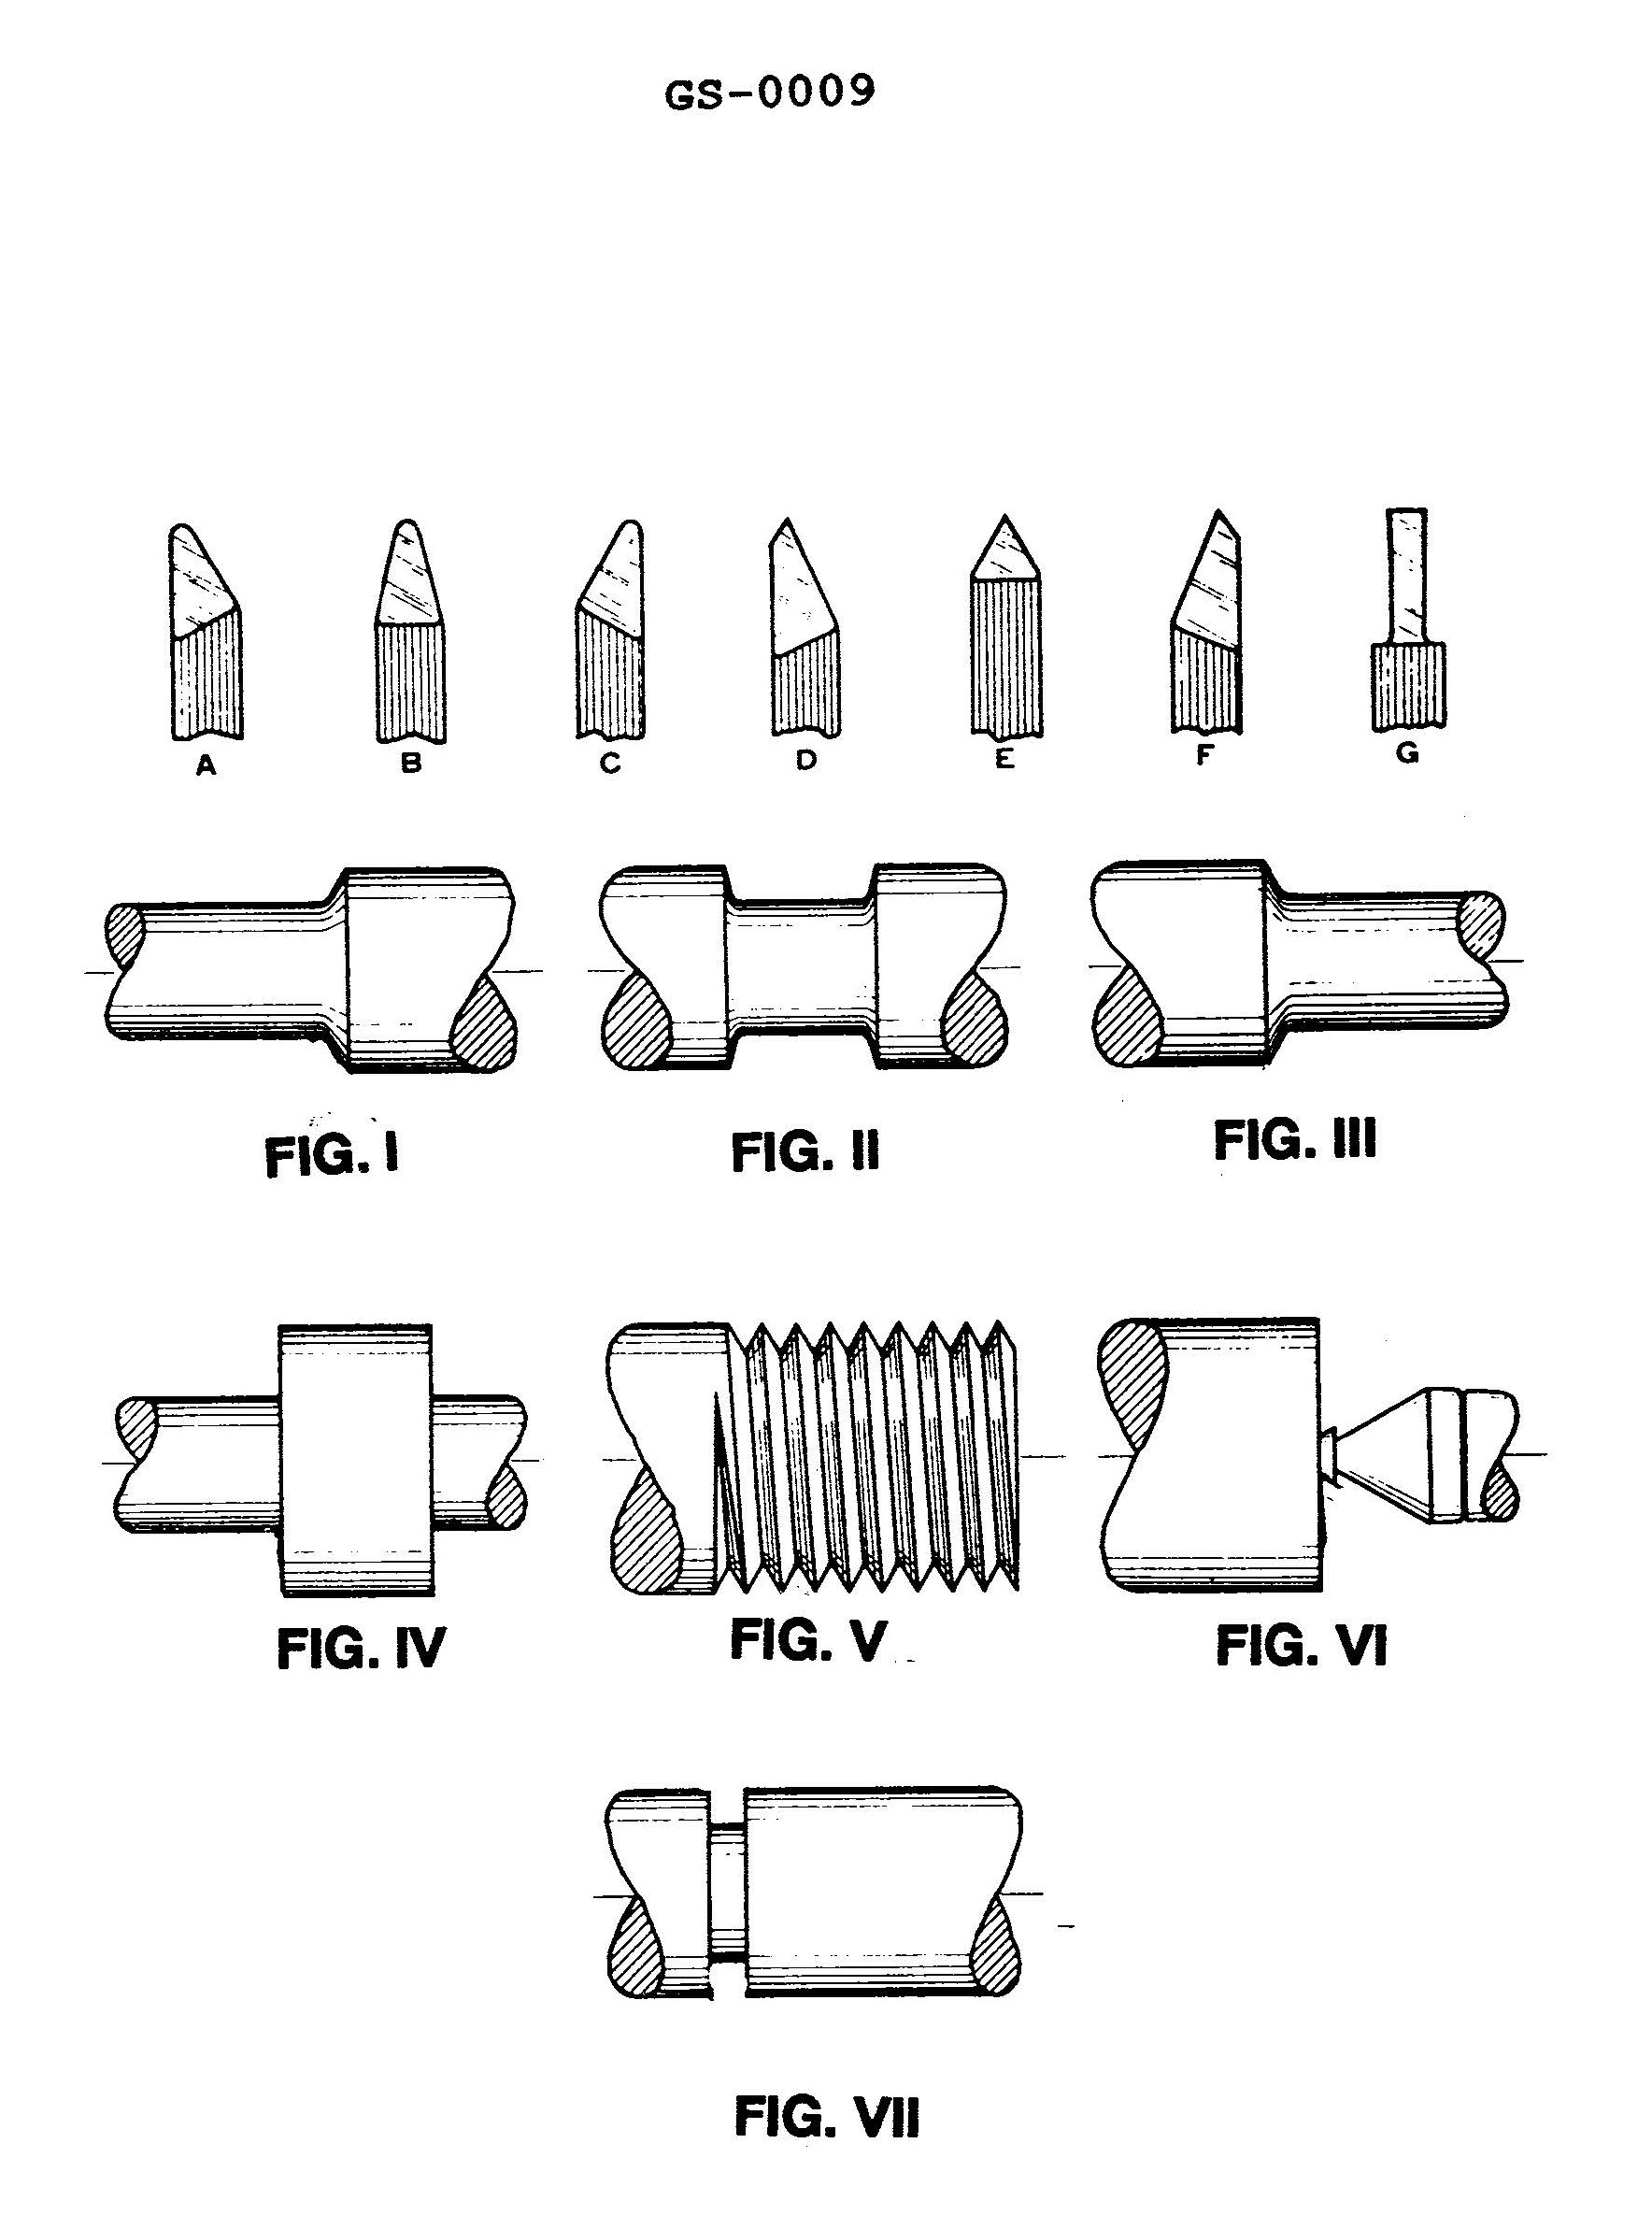 GS-0009
A B C D E F G
FIG. I FIG. II FIG. III
FIG. IV FIG. V FIG. VI
FIG. VII